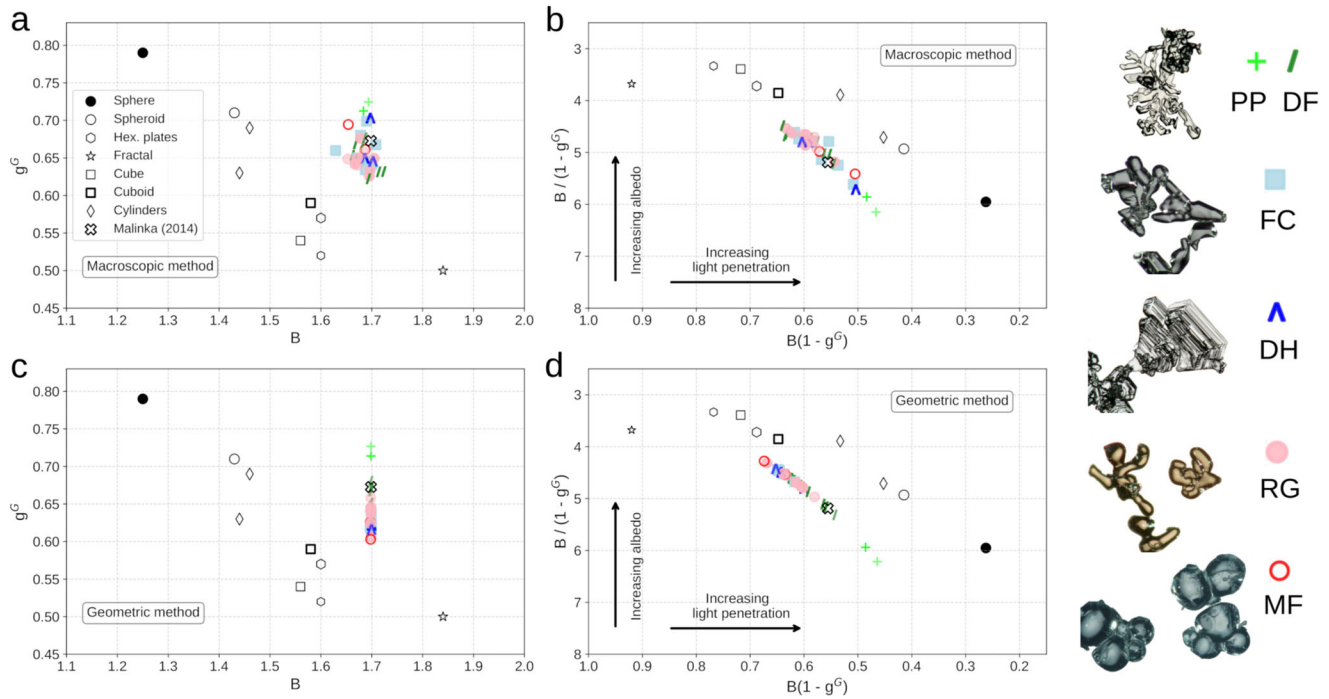 a
0.80
0.75
0.70
0.65
0.60
0.55
0.50
0.45
g^G
Sphere
Spheroid
Hex. plates
Fractal
Cube
Cuboid
Cylinders
Malinka (2014)
Macroscopic method
1.1 1.2 1.3 1.4 1.5 1.6 1.7 1.8 1.9 2.0
B
b
3
4
5
6
7
8
B / (1 - g^G)
Macroscopic method
Increasing albedo
Increasing
light penetration
1.0 0.9 0.8 0.7 0.6 0.5 0.4 0.3 0.2
B(1 - g^G)
c
0.80
0.75
0.70
0.65
0.60
0.55
0.50
0.45
g^G
Geometric method
1.1 1.2 1.3 1.4 1.5 1.6 1.7 1.8 1.9 2.0
B
d
3
4
5
6
7
8
B / (1 - g^G)
Geometric method
Increasing albedo
Increasing
light penetration
1.0 0.9 0.8 0.7 0.6 0.5 0.4 0.3 0.2
B(1 - g^G)
PP DF
FC
DH
RG
MF